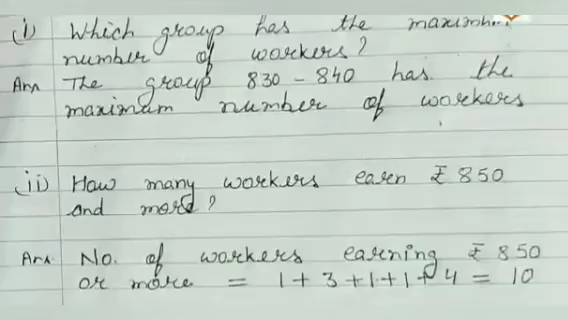 (i) Which group has the maximum
number of workers?
Ans The group 830 - 840 has the
maximum number of workers
(ii) How many workers earn ₹ 850
and more?
Ans No. of workers earning ₹ 850
or more = 1 + 3 + 1 + 1 + 4 = 10